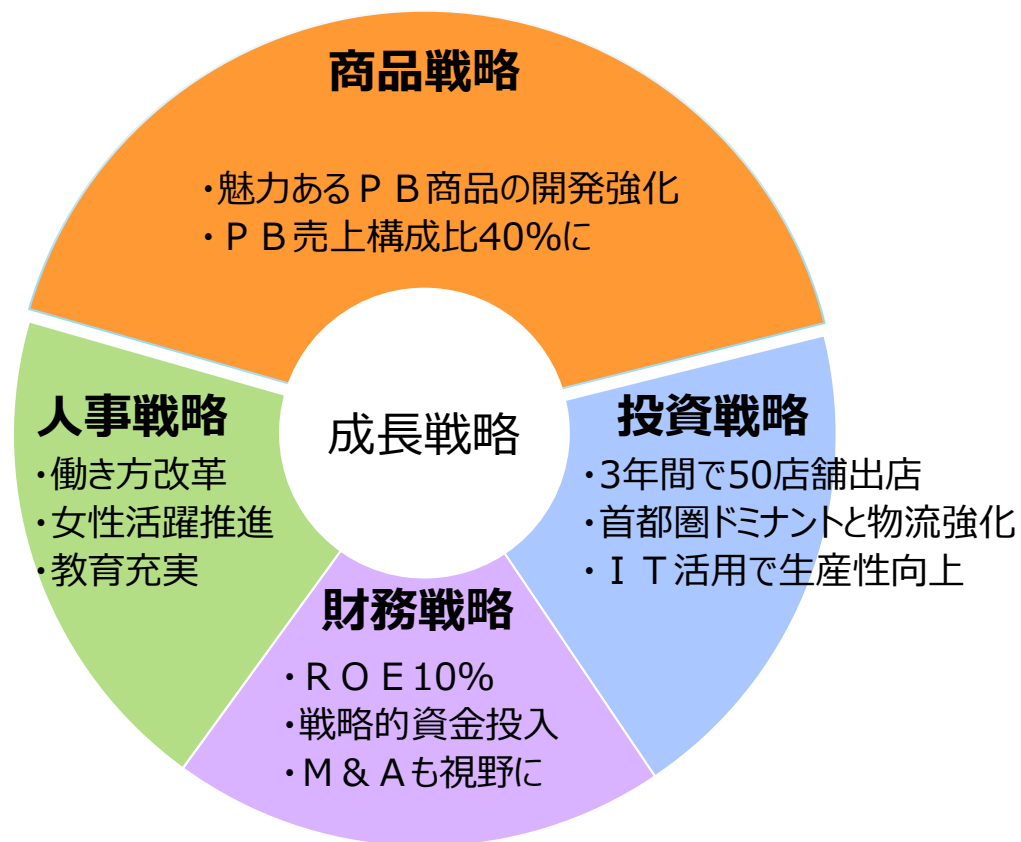 商品戦略
・魅力あるＰＢ商品の開発強化
・ＰＢ売上構成比40%に
人事戦略
・働き方改革
・女性活躍推進
・教育充実
成長戦略
投資戦略
・3年間で50店舗出店
・首都圏ドミナントと物流強化
・ＩＴ活用で生産性向上
財務戦略
・ＲＯＥ10%
・戦略的資金投入
・Ｍ＆Ａも視野に